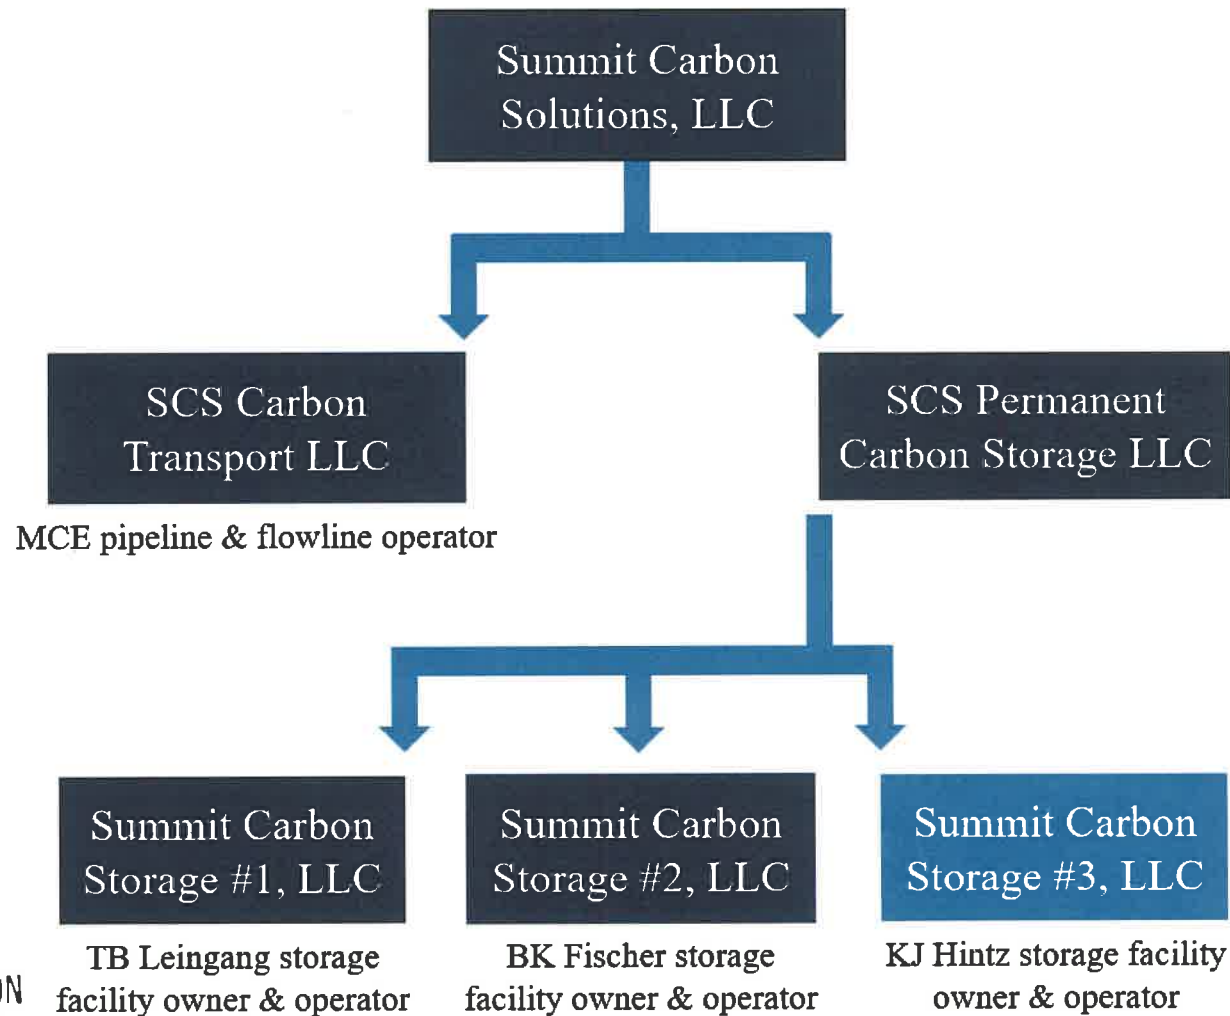 Summit Carbon
Solutions, LLC
SCS Carbon
Transport LLC
MCE pipeline & flowline operator
SCS Permanent
Carbon Storage LLC
Summit Carbon
Storage #1, LLC
TB Leingang storage
facility owner & operator
Summit Carbon
Storage #2, LLC
BK Fischer storage
facility owner & operator
Summit Carbon
Storage #3, LLC
KJ Hintz storage facility
owner & operator